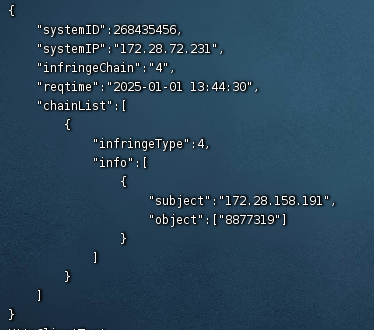 {
    "systemID":268435456,
    "systemIP":"172.28.72.231",
    "infringeChain":"4",
    "reqtime":"2025-01-01 13:44:30",
    "chainList":[
        {
            "infringeType":4,
            "info":[
                {
                    "subject":"172.28.158.191",
                    "object":["8877319"]
                }
            ]
        }
    ]
}